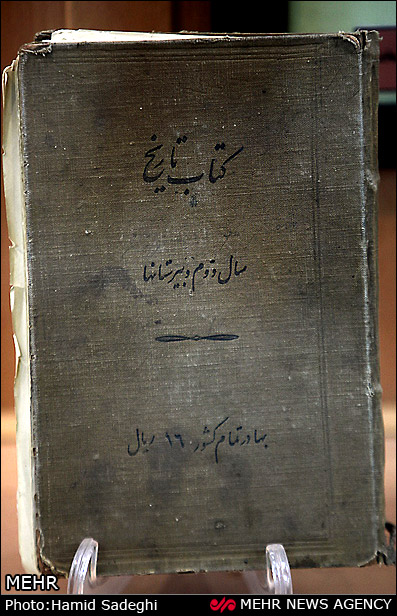 کتاب تاریخ
سال دوم دبیرستانها
بها در تمام کشور ۱۶ ریال
MEHR
Photo:Hamid Sadeghi
MEHR NEWS AGENCY